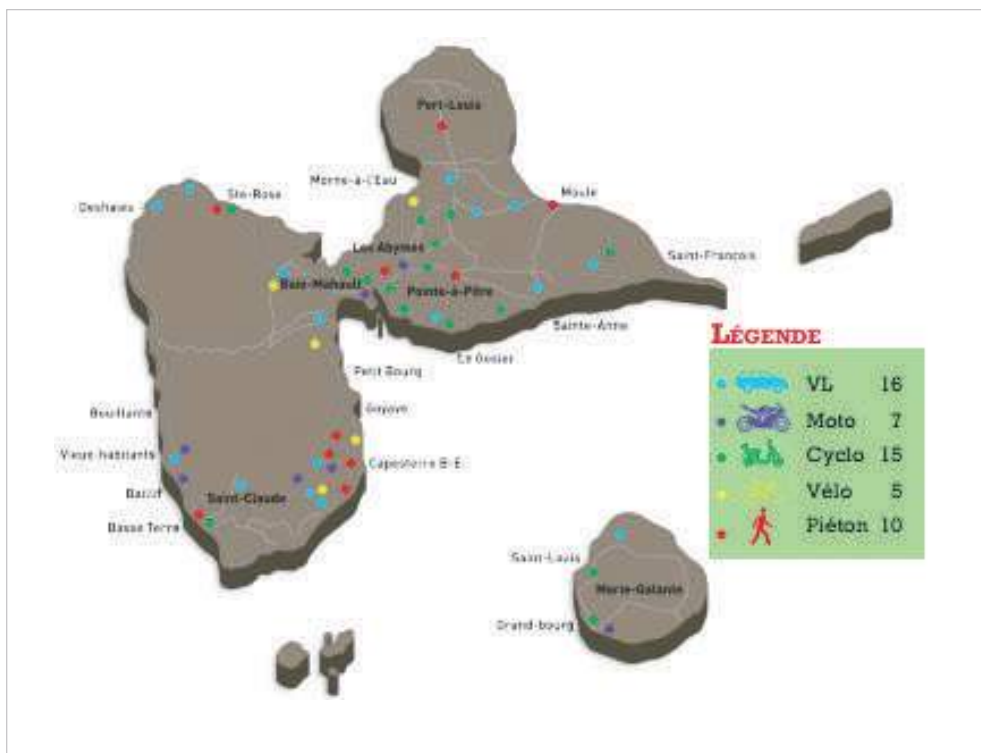 Port-Louis
Morne-à-l'Eau
Ste-Rose
Moule
Deshaies
Les Abymes
Saint-François
Baie-Mahault
Pointe-à-Pitre
Sainte-Anne
Le Gosier
Petit Bourg
Bouillante
Goyave
Vieux-habitants
Capesterre B-E
Baillif
Saint-Claude
Basse Terre
Saint-Louis
Marie-Galante
Grand-bourg
LÉGENDE
VL 16
Moto 7
Cyclo 15
Vélo 5
Piéton 10